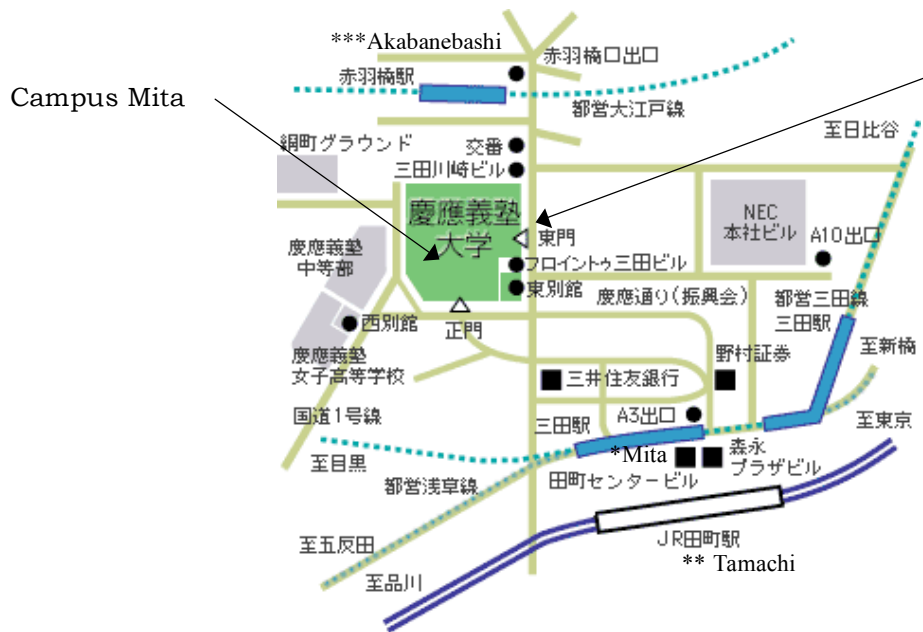 ***Akabanebashi
赤羽橋口出口
赤羽橋駅
Campus Mita
都営大江戸線
至日比谷
綱町グラウンド
交番
三田川崎ビル
慶應義塾
大学
NEC
本社ビル
東門
A10出口
慶應義塾
中等部
フロイントゥ三田ビル
東別館
慶應通り(振興会)
都営三田線
三田駅
西別館
正門
至新橋
慶應義塾
女子高等学校
野村証券
三井住友銀行
国道1号線
三田駅
A3出口
至東京
至目黒
*Mita
森永
プラザビル
都営浅草線
田町センタービル
至五反田
JR田町駅
** Tamachi
至品川